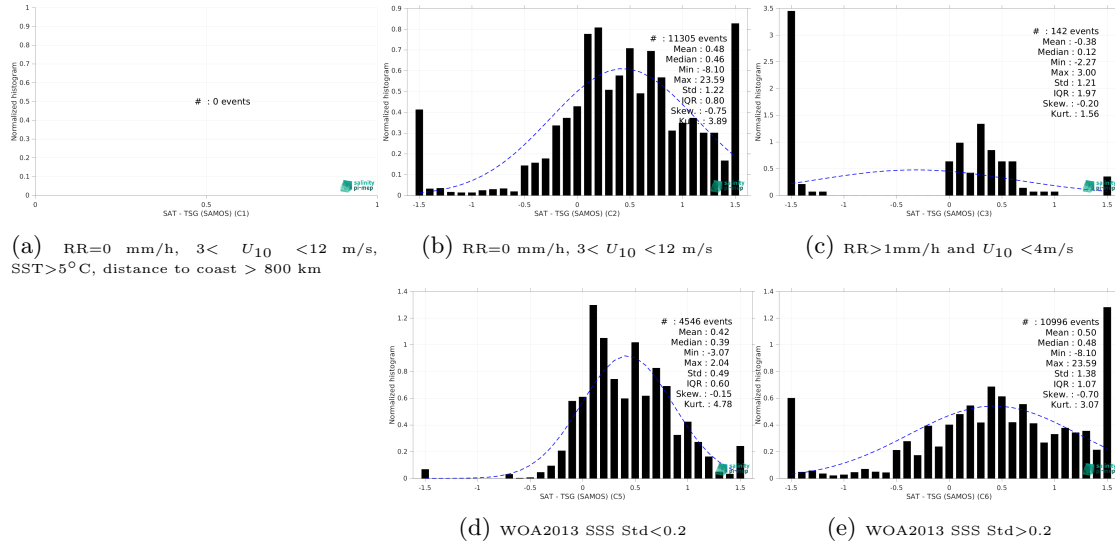 1
0.9
0.8
0.7
0.6
0.5
0.4
0.3
0.2
0.1
0
# : 0 events
Normalized histogram
0 0.5 1
SAT - TSG (SAMOS) (C1)
salinity
pi-mep
(a) RR=0 mm/h, 3< U10 <12 m/s,
SST>5°C, distance to coast > 800 km
0.9
0.8
0.7
0.6
0.5
0.4
0.3
0.2
0.1
0
Normalized histogram
# : 11305 events
Mean : 0.48
Median : 0.46
Min : -8.10
Max : 23.59
Std : 1.22
IQR : 0.80
Skew. : -0.75
Kurt. : 3.89
-1.5 -1 -0.5 0 0.5 1 1.5
SAT - TSG (SAMOS) (C2)
salinity
pi-mep
(b) RR=0 mm/h, 3< U10 <12 m/s
3.5
3
2.5
2
1.5
1
0.5
0
Normalized histogram
# : 142 events
Mean : -0.38
Median : 0.12
Min : -2.27
Max : 3.00
Std : 1.21
IQR : 1.97
Skew. : -0.20
Kurt. : 1.56
-1.5 -1 -0.5 0 0.5 1 1.5
SAT - TSG (SAMOS) (C3)
salinity
pi-mep
(c) RR>1mm/h and U10 <4m/s
1.4
1.2
1
0.8
0.6
0.4
0.2
0
Normalized histogram
# : 4546 events
Mean : 0.42
Median : 0.39
Min : -3.07
Max : 2.04
Std : 0.49
IQR : 0.60
Skew. : -0.15
Kurt. : 4.78
-1.5 -1 -0.5 0 0.5 1 1.5
SAT - TSG (SAMOS) (C5)
salinity
pi-mep
(d) WOA2013 SSS Std<0.2
1.4
1.2
1
0.8
0.6
0.4
0.2
0
Normalized histogram
# : 10996 events
Mean : 0.50
Median : 0.48
Min : -8.10
Max : 23.59
Std : 1.38
IQR : 1.07
Skew. : -0.70
Kurt. : 3.07
-1.5 -1 -0.5 0 0.5 1 1.5
SAT - TSG (SAMOS) (C6)
salinity
pi-mep
(e) WOA2013 SSS Std>0.2